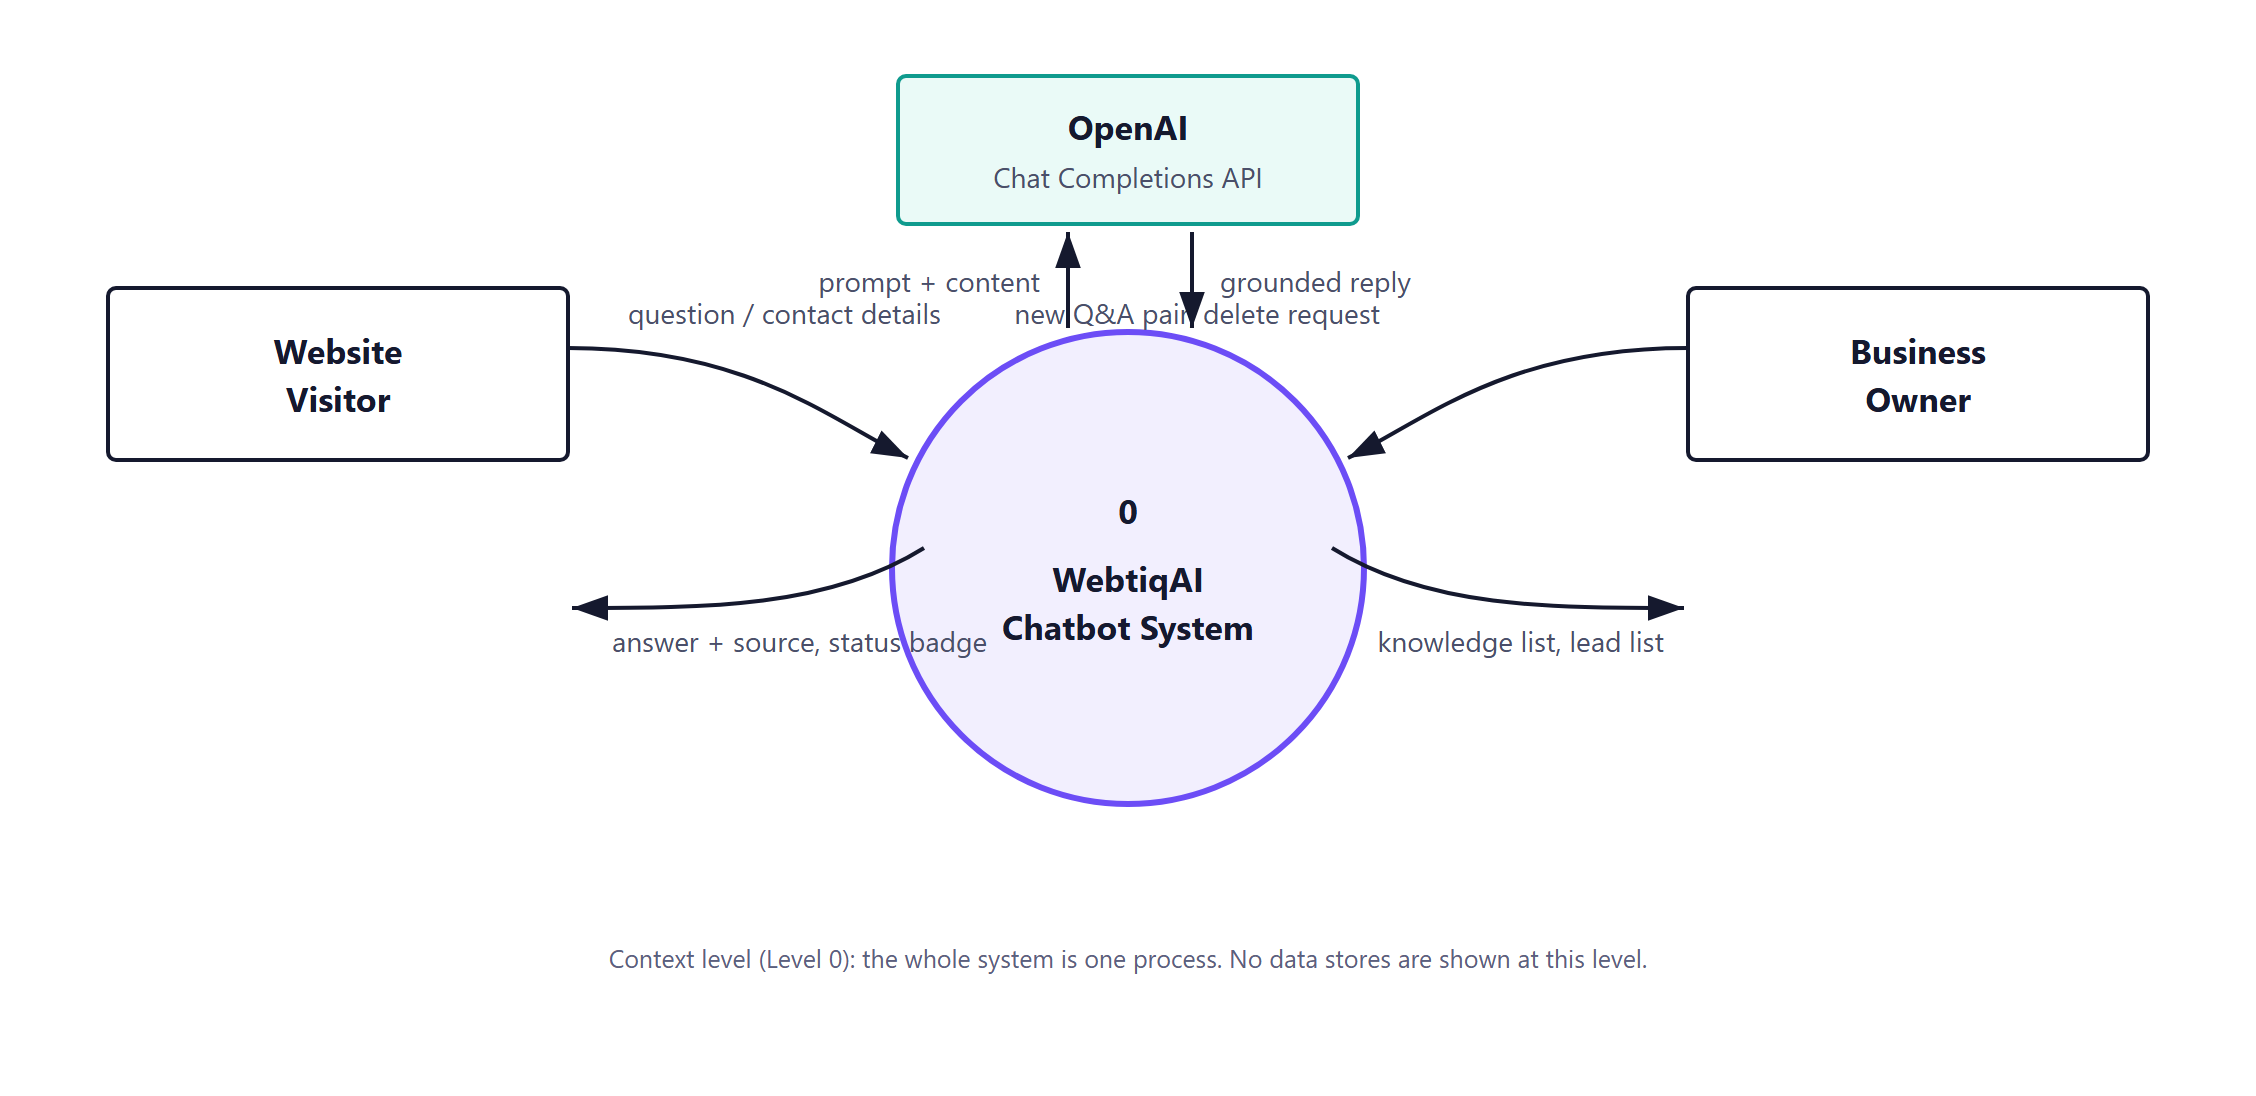 OpenAI
Chat Completions API
prompt + content
grounded reply
question / contact details
new Q&A pair, delete request
Website
Visitor
Business
Owner
0
WebtiqAI
Chatbot System
answer + source, status badge
knowledge list, lead list
Context level (Level 0): the whole system is one process. No data stores are shown at this level.